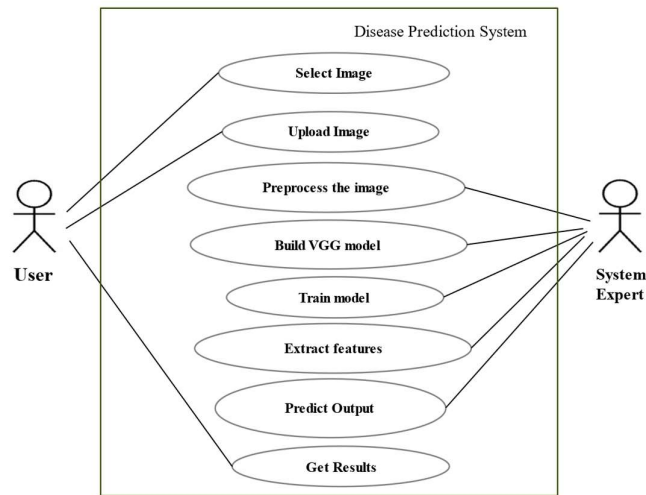 Disease Prediction System
Select Image
Upload Image
Preprocess the image
Build VGG model
Train model
Extract features
Predict Output
Get Results
User
System
Expert